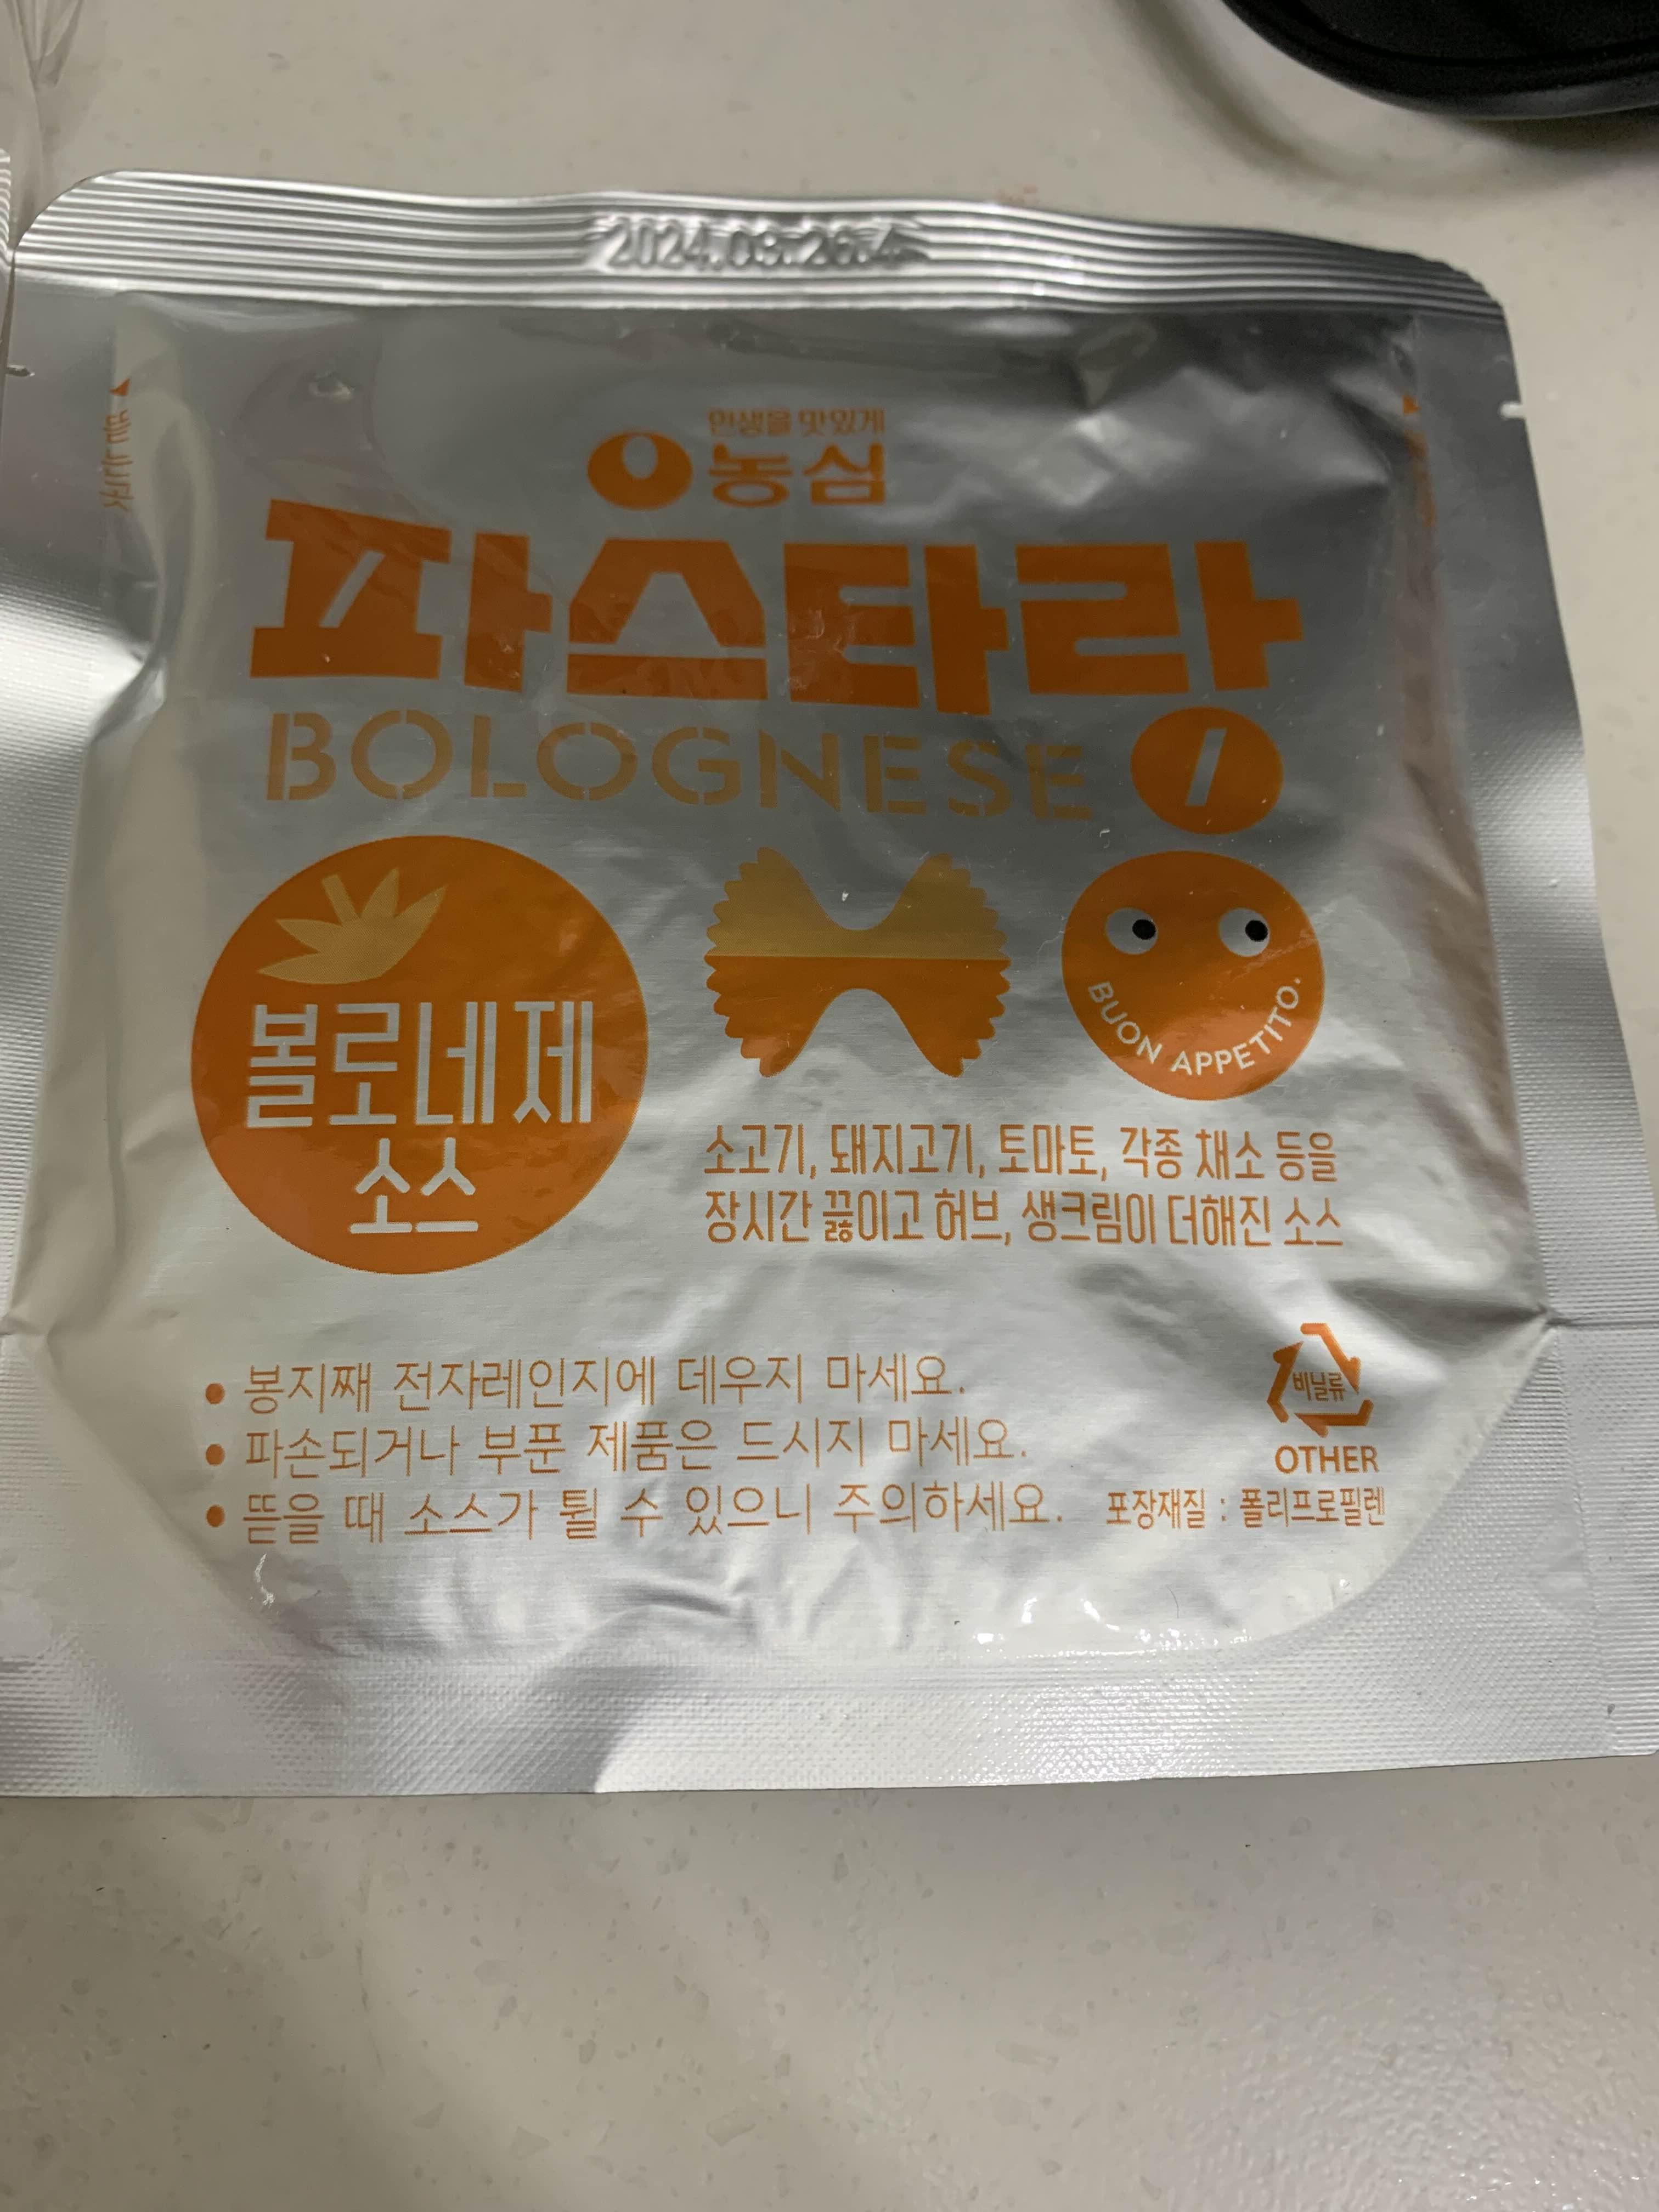 인생을 맛있게
농심
파스타랑
BOLOGNESE
볼로네제
소스
BUON APPETITO.
소고기, 돼지고기, 토마토, 각종 채소 등을
장시간 끓이고 허브, 생크림이 더해진 소스
• 봉지째 전자레인지에 데우지 마세요.
• 파손되거나 부푼 제품은 드시지 마세요.
• 뜯을 때 소스가 튈 수 있으니 주의하세요.
비닐류
OTHER
포장재질 : 폴리프로필렌